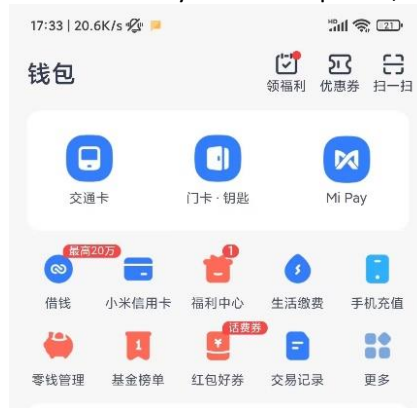 17:33 | 20.6K/s
HD
21
钱包
领福利 优惠券 扫一扫
交通卡 门卡·钥匙 Mi Pay
最高20万 1
借钱 小米信用卡 福利中心 生活缴费 手机充值
1 话费券
零钱管理 基金榜单 红包好券 交易记录 更多